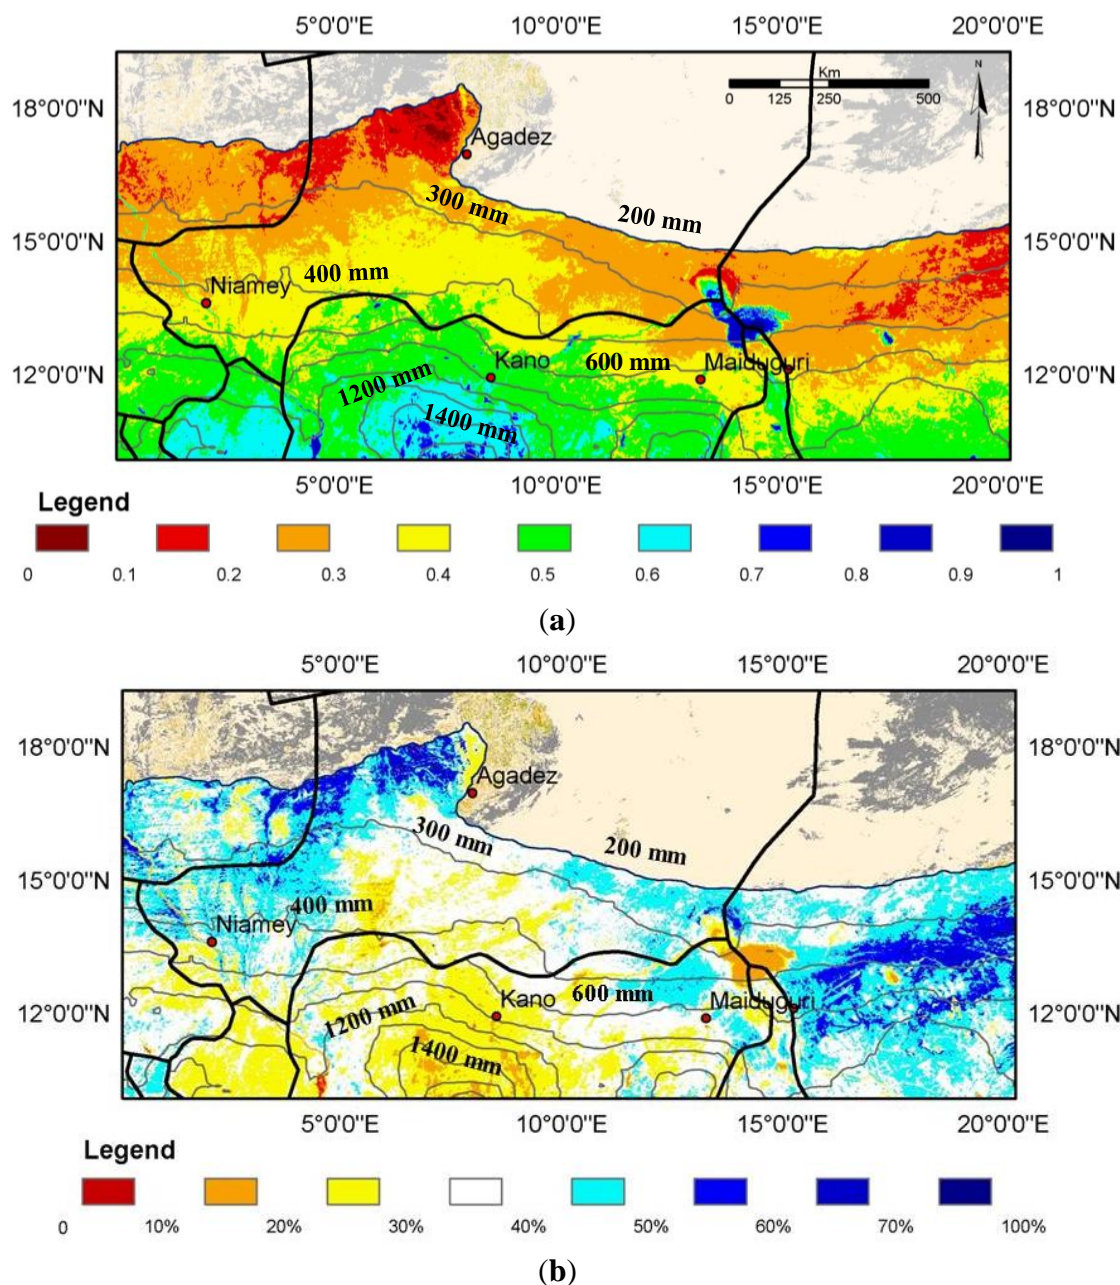 5°0'0"E 10°0'0"E 15°0'0"E 20°0'0"E
Km
0 125 250 500
N
18°0'0"N 18°0'0"N
Agadez
300 mm
200 mm
15°0'0"N 15°0'0"N
400 mm
Niamey
Kano 600 mm Maiduguri
12°0'0"N 12°0'0"N
1200 mm
1400 mm
5°0'0"E 10°0'0"E 15°0'0"E 20°0'0"E
Legend
0 0.1 0.2 0.3 0.4 0.5 0.6 0.7 0.8 0.9 1
(a)
5°0'0"E 10°0'0"E 15°0'0"E 20°0'0"E
18°0'0"N 18°0'0"N
Agadez
300 mm
200 mm
15°0'0"N 15°0'0"N
400 mm
Niamey
Kano 600 mm Maiduguri
12°0'0"N 12°0'0"N
1200 mm
1400 mm
5°0'0"E 10°0'0"E 15°0'0"E 20°0'0"E
Legend
0 10% 20% 30% 40% 50% 60% 70% 100%
(b)